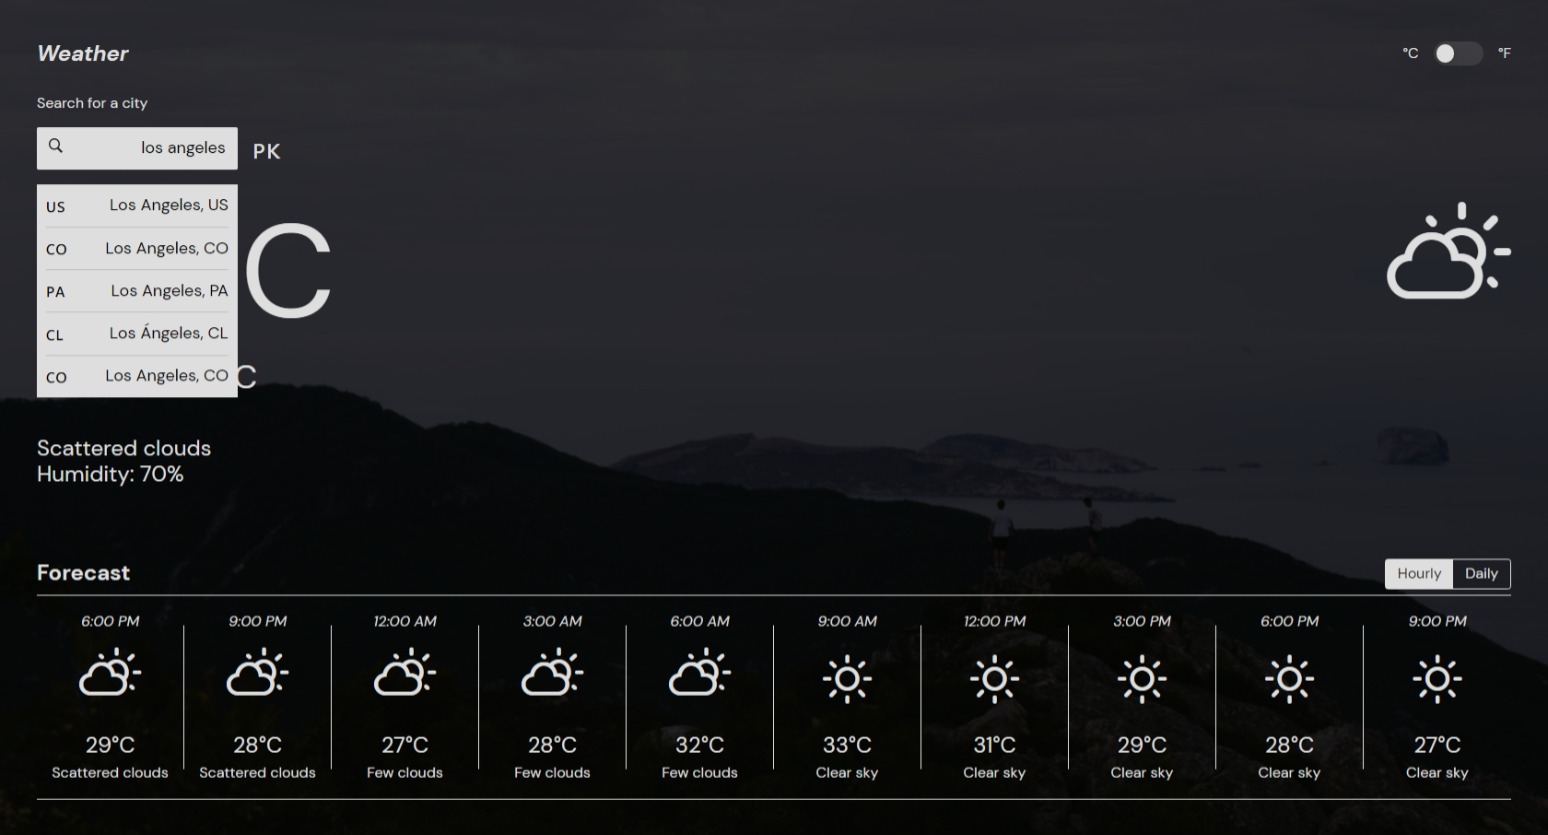 Weather
°C °F
Search for a city
los angeles PK
US Los Angeles, US
CO Los Angeles, CO
PA Los Angeles, PA
CL Los Ángeles, CL
CO Los Angeles, CO
C
C
Scattered clouds
Humidity: 70%
Forecast
Hourly Daily
6:00 PM 9:00 PM 12:00 AM 3:00 AM 6:00 AM 9:00 AM 12:00 PM 3:00 PM 6:00 PM 9:00 PM
29°C 28°C 27°C 28°C 32°C 33°C 31°C 29°C 28°C 27°C
Scattered clouds Scattered clouds Few clouds Few clouds Few clouds Clear sky Clear sky Clear sky Clear sky Clear sky